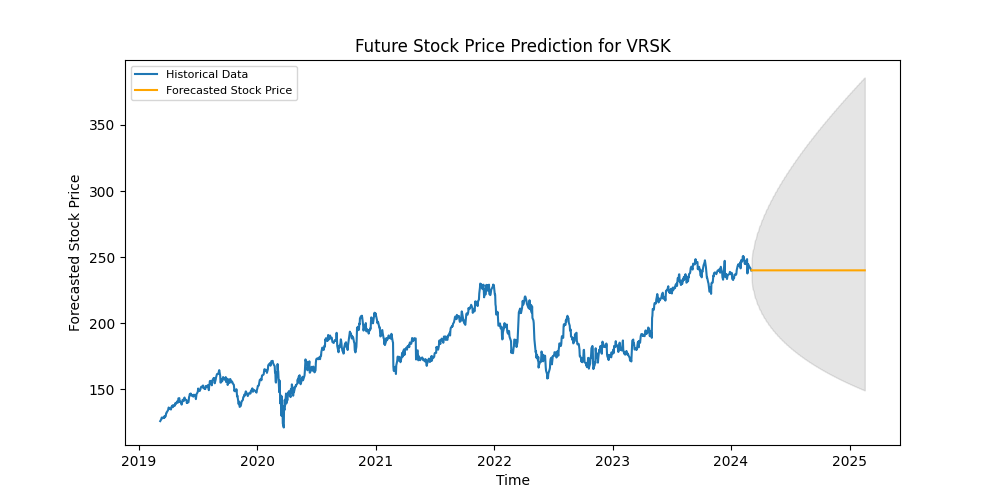 Future Stock Price Prediction for VRSK
Historical Data
Forecasted Stock Price
350
300
250
200
150
Forecasted Stock Price
2019
2020
2021
2022
2023
2024
2025
Time